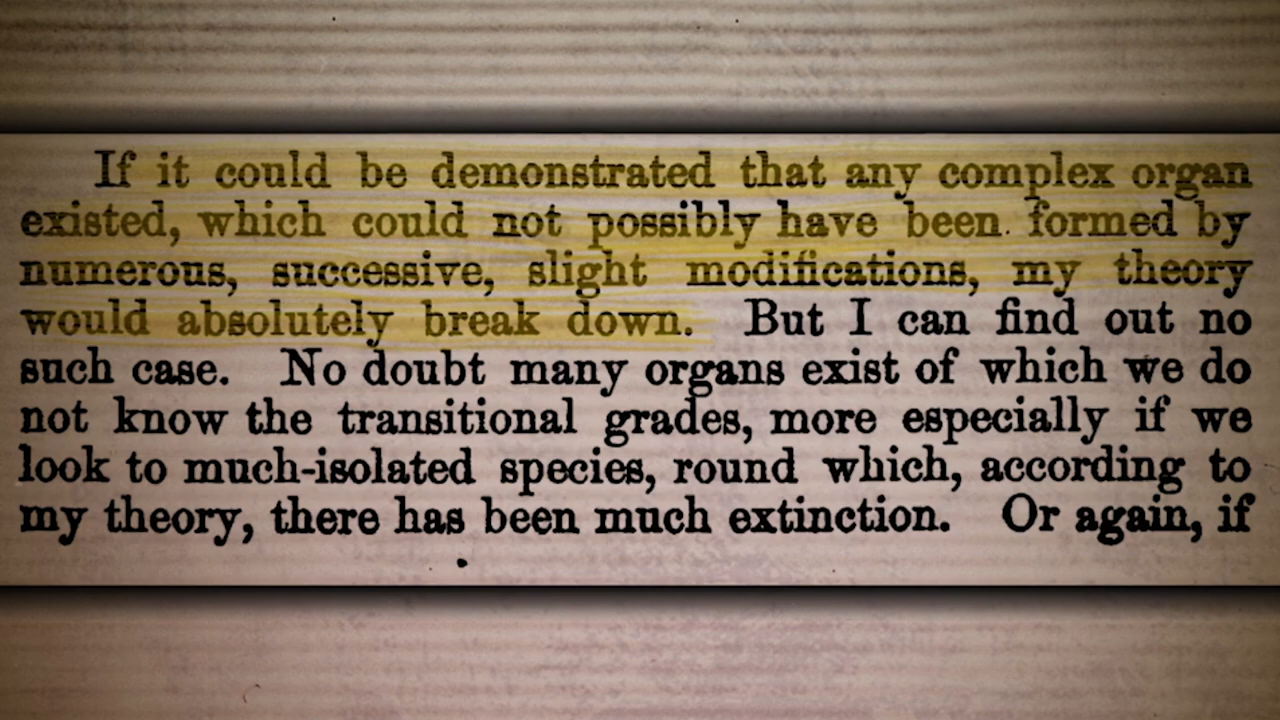 If it could be demonstrated that any complex organ
existed, which could not possibly have been formed by
numerous, successive, slight modifications, my theory
would absolutely break down. But I can find out no
such case. No doubt many organs exist of which we do
not know the transitional grades, more especially if we
look to much-isolated species, round which, according to
my theory, there has been much extinction. Or again, if